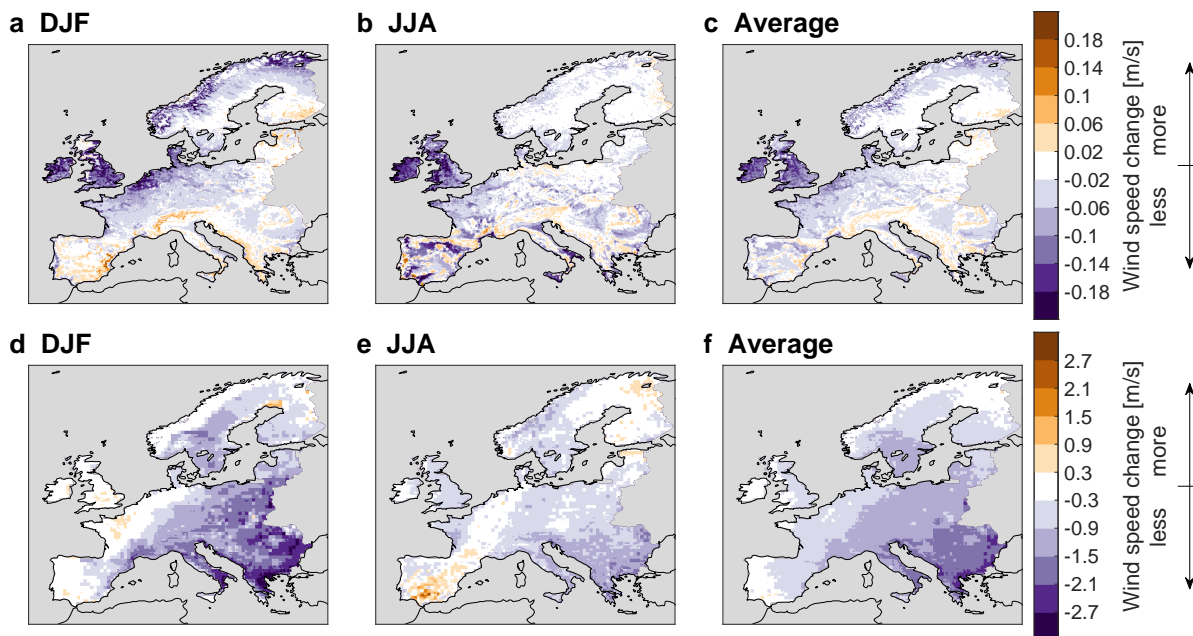 a DJF
b JJA
c Average
0.18
0.14
0.1
0.06
0.02
-0.02
-0.06
-0.1
-0.14
-0.18
Wind speed change [m/s]
less more
d DJF
e JJA
f Average
2.7
2.1
1.5
0.9
0.3
-0.3
-0.9
-1.5
-2.1
-2.7
Wind speed change [m/s]
less more